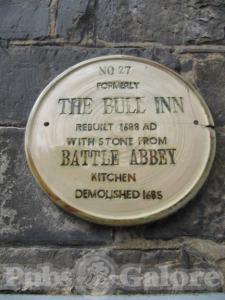 NO 27
FORMERLY
THE BULL INN
REBUILT 1688 AD
WITH STONE FROM
BATTLE ABBEY
KITCHEN
DEMOLISHED 1685
Pubs Galore